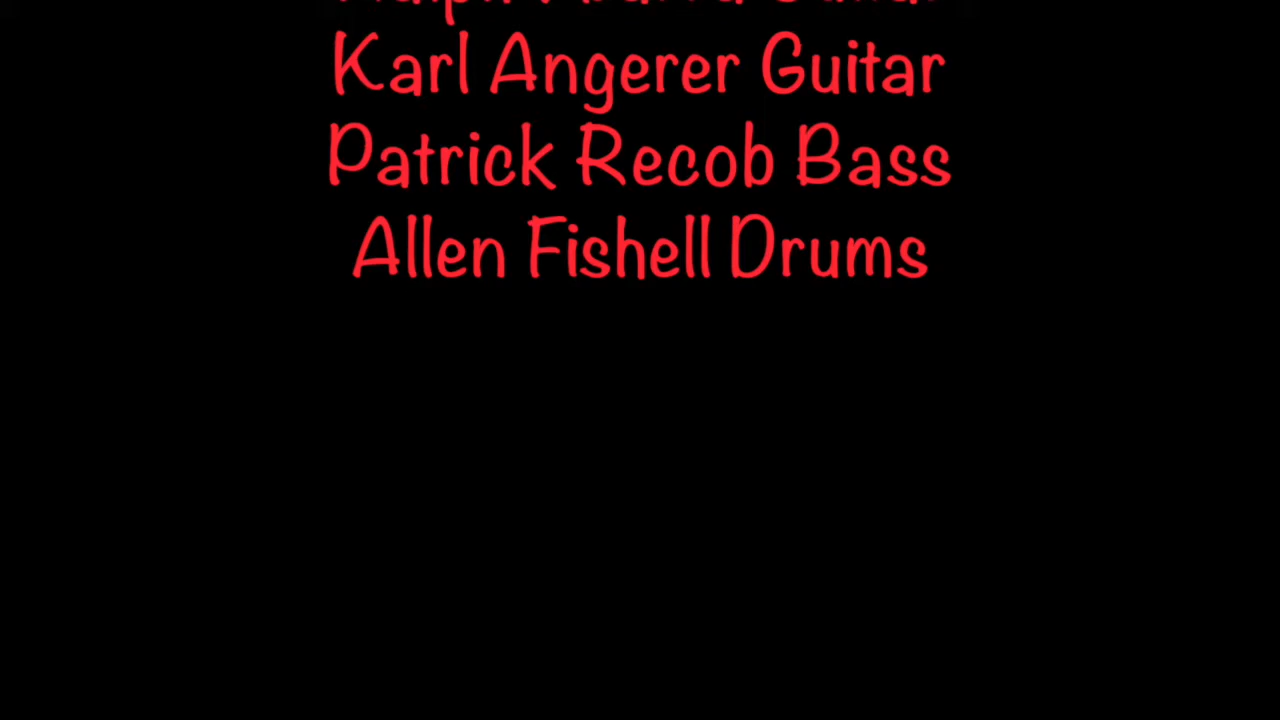 Karl Angerer Guitar
Patrick Recob Bass
Allen Fishell Drums